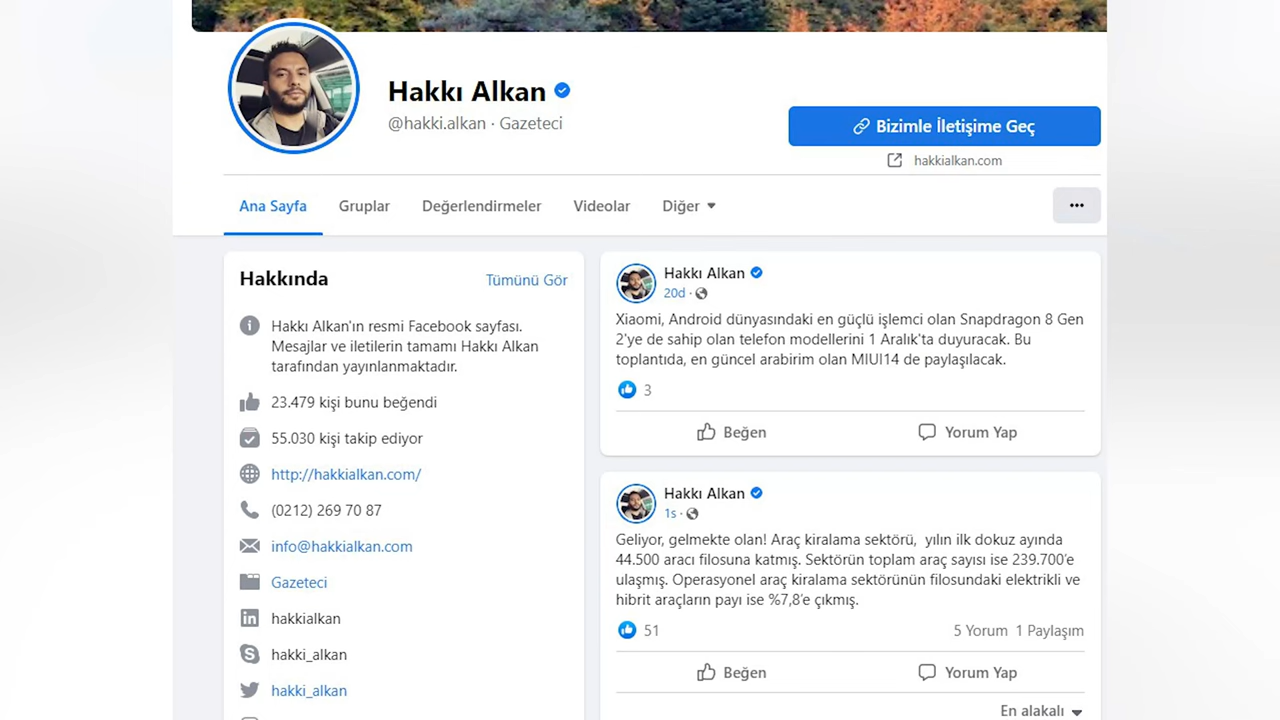 Hakkı Alkan
@hakki.alkan · Gazeteci
Bizimle İletişime Geç
hakkialkan.com
Ana Sayfa
Gruplar
Değerlendirmeler
Videolar
Diğer
Hakkında
Tümünü Gör
Hakkı Alkan'ın resmi Facebook sayfası.
Mesajlar ve iletilerin tamamı Hakkı Alkan
tarafından yayınlanmaktadır.
23.479 kişi bunu beğendi
55.030 kişi takip ediyor
http://hakkialkan.com/
(0212) 269 70 87
info@hakkialkan.com
Gazeteci
hakkialkan
hakki_alkan
hakki_alkan
Hakkı Alkan
20d ·
Xiaomi, Android dünyasındaki en güçlü işlemci olan Snapdragon 8 Gen
2'ye de sahip olan telefon modellerini 1 Aralık'ta duyuracak. Bu
toplantıda, en güncel arabirim olan MIUI14 de paylaşılacak.
3
Beğen
Yorum Yap
Hakkı Alkan
1s ·
Geliyor, gelmekte olan! Araç kiralama sektörü, yılın ilk dokuz ayında
44.500 aracı filosuna katmış. Sektörün toplam araç sayısı ise 239.700'e
ulaşmış. Operasyonel araç kiralama sektörünün filosundaki elektrikli ve
hibrit araçların payı ise %7,8'e çıkmış.
51
5 Yorum 1 Paylaşım
Beğen
Yorum Yap
En alakalı